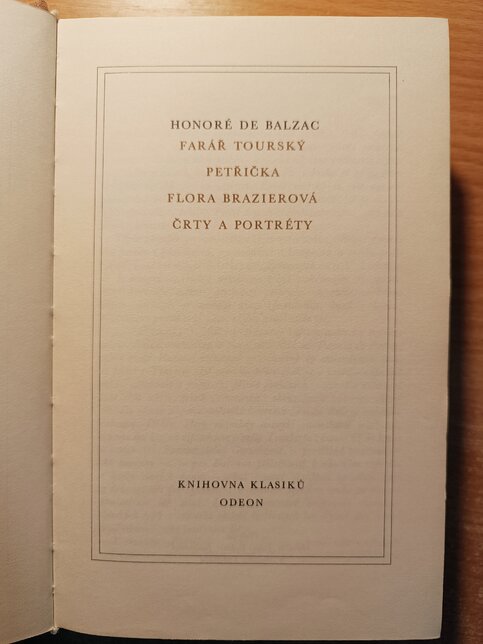 HONORÉ DE BALZAC
FARÁŘ TOURSKÝ
PETŘIČKA
FLORA BRAZIEROVÁ
ČRTY A PORTRÉTY
KNIHOVNA KLASIKŮ
ODEON